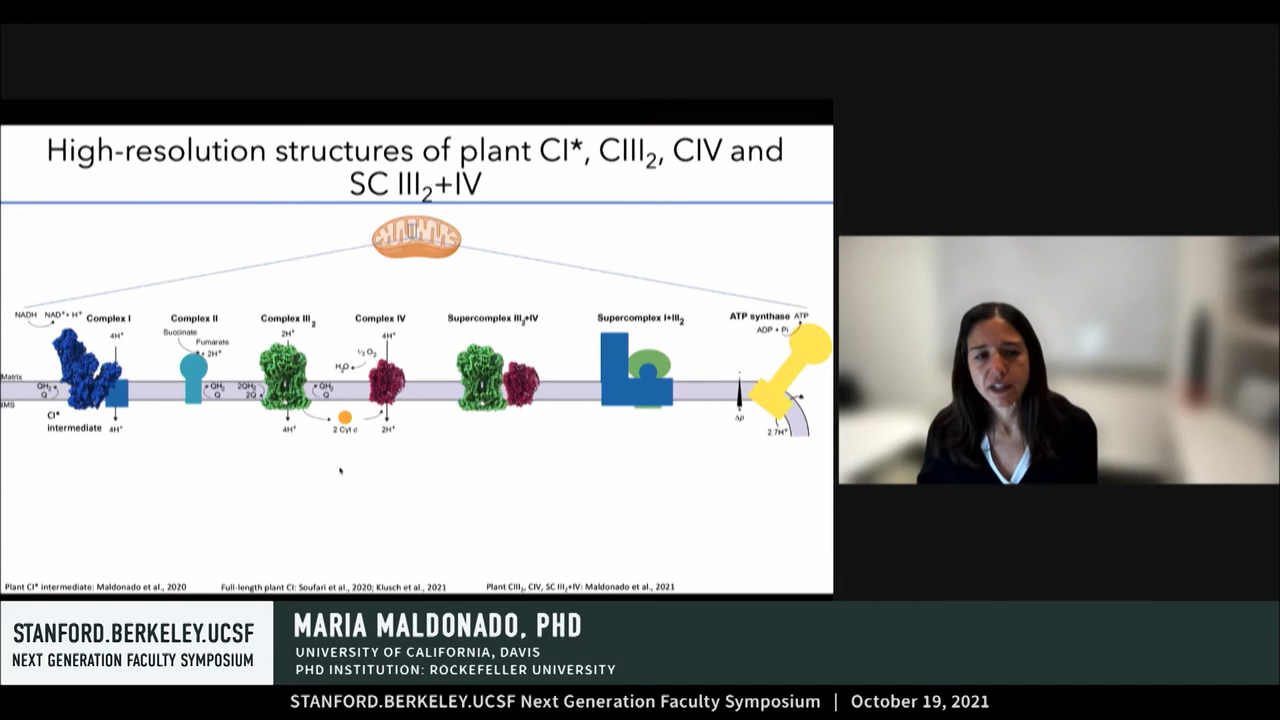 High-resolution structures of plant CI*, CIII₂, CIV and
SC III₂+IV
NADH NAD⁺+ H⁺ Complex I
Complex II
Complex III₂
Complex IV
Supercomplex III₂+IV
Supercomplex I+III₂
ATP synthase ATP
ADP + Pi
4H⁺
Succinate
Fumarate
+ 2H⁺
2H⁺
4H⁺
½ O₂
H₂O
Matrix
IMS
QH₂
Q
QH₂
Q
2QH₂
2Q
QH₂
Q
CI*
intermediate 4H⁺
4H⁺
2 Cyt c
2H⁺
Δp
2.7H⁺
Plant CI* intermediate: Maldonado et al., 2020
Full-length plant CI: Soufari et al., 2020; Klusch et al., 2021
Plant CIII₂, CIV, SC III₂+IV: Maldonado et al., 2021
STANFORD.BERKELEY.UCSF
NEXT GENERATION FACULTY SYMPOSIUM
MARIA MALDONADO, PHD
UNIVERSITY OF CALIFORNIA, DAVIS
PHD INSTITUTION: ROCKEFELLER UNIVERSITY
STANFORD.BERKELEY.UCSF Next Generation Faculty Symposium | October 19, 2021